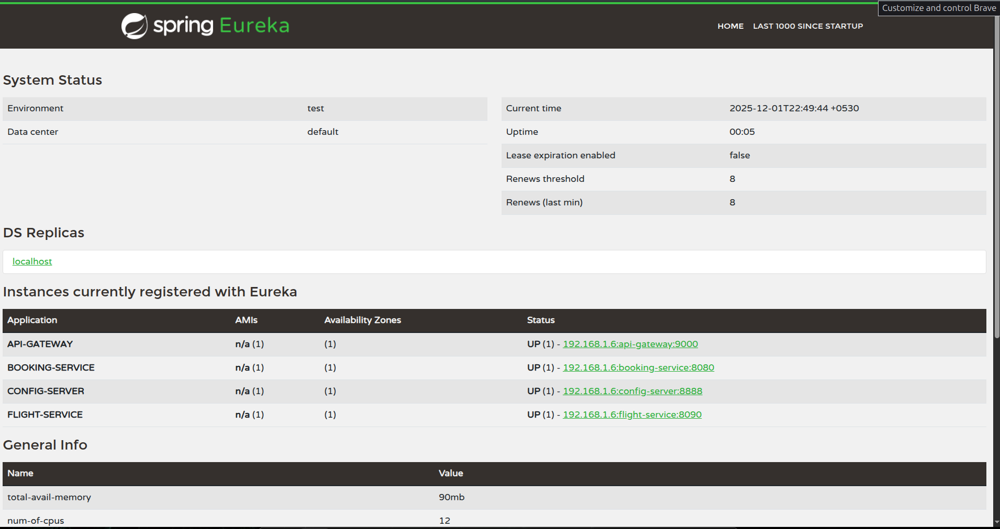 Customize and control Brave
spring Eureka
HOME LAST 1000 SINCE STARTUP
System Status
Environment test
Data center default
Current time 2025-12-01T22:49:44 +0530
Uptime 00:05
Lease expiration enabled false
Renews threshold 8
Renews (last min) 8
DS Replicas
localhost
Instances currently registered with Eureka
Application AMIs Availability Zones Status
API-GATEWAY n/a (1) (1) UP (1) - 192.168.1.6:api-gateway:9000
BOOKING-SERVICE n/a (1) (1) UP (1) - 192.168.1.6:booking-service:8080
CONFIG-SERVER n/a (1) (1) UP (1) - 192.168.1.6:config-server:8888
FLIGHT-SERVICE n/a (1) (1) UP (1) - 192.168.1.6:flight-service:8090
General Info
Name Value
total-avail-memory 90mb
num-of-cpus 12